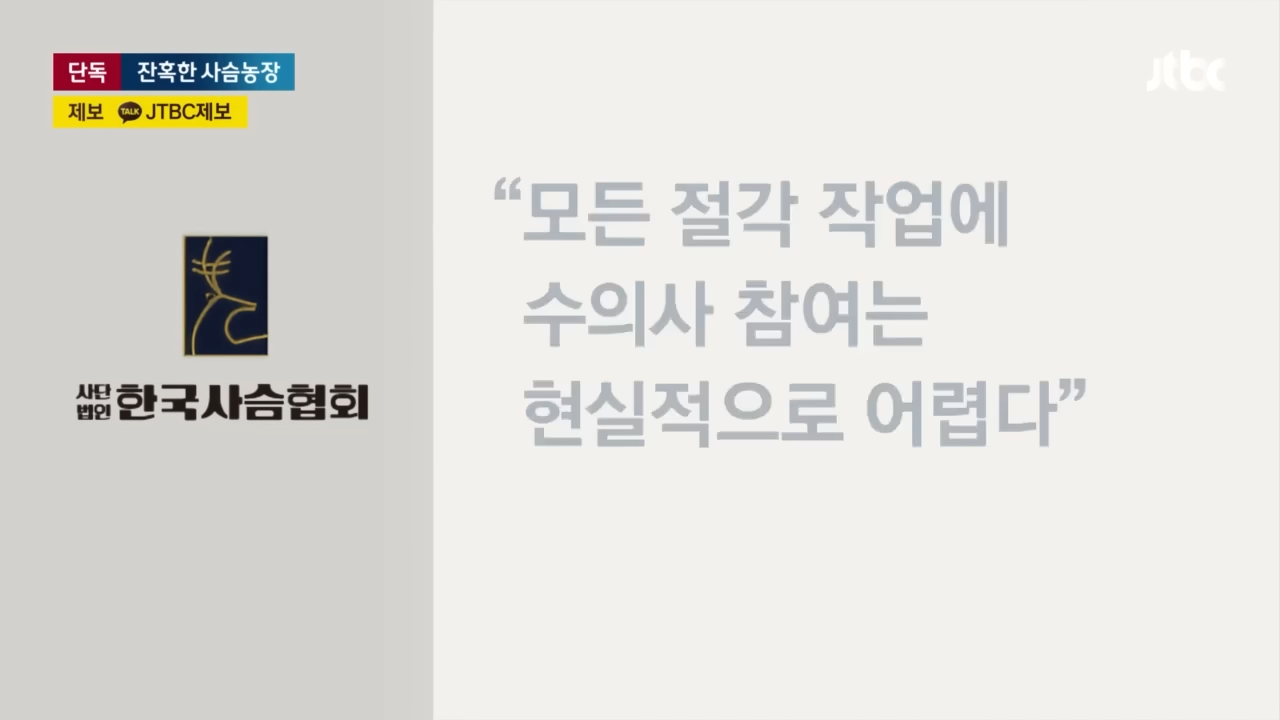 단독 잔혹한 사슴농장
제보 TALK JTBC제보
jtbc
사단
법인 한국사슴협회
“모든 절각 작업에
수의사 참여는
현실적으로 어렵다”